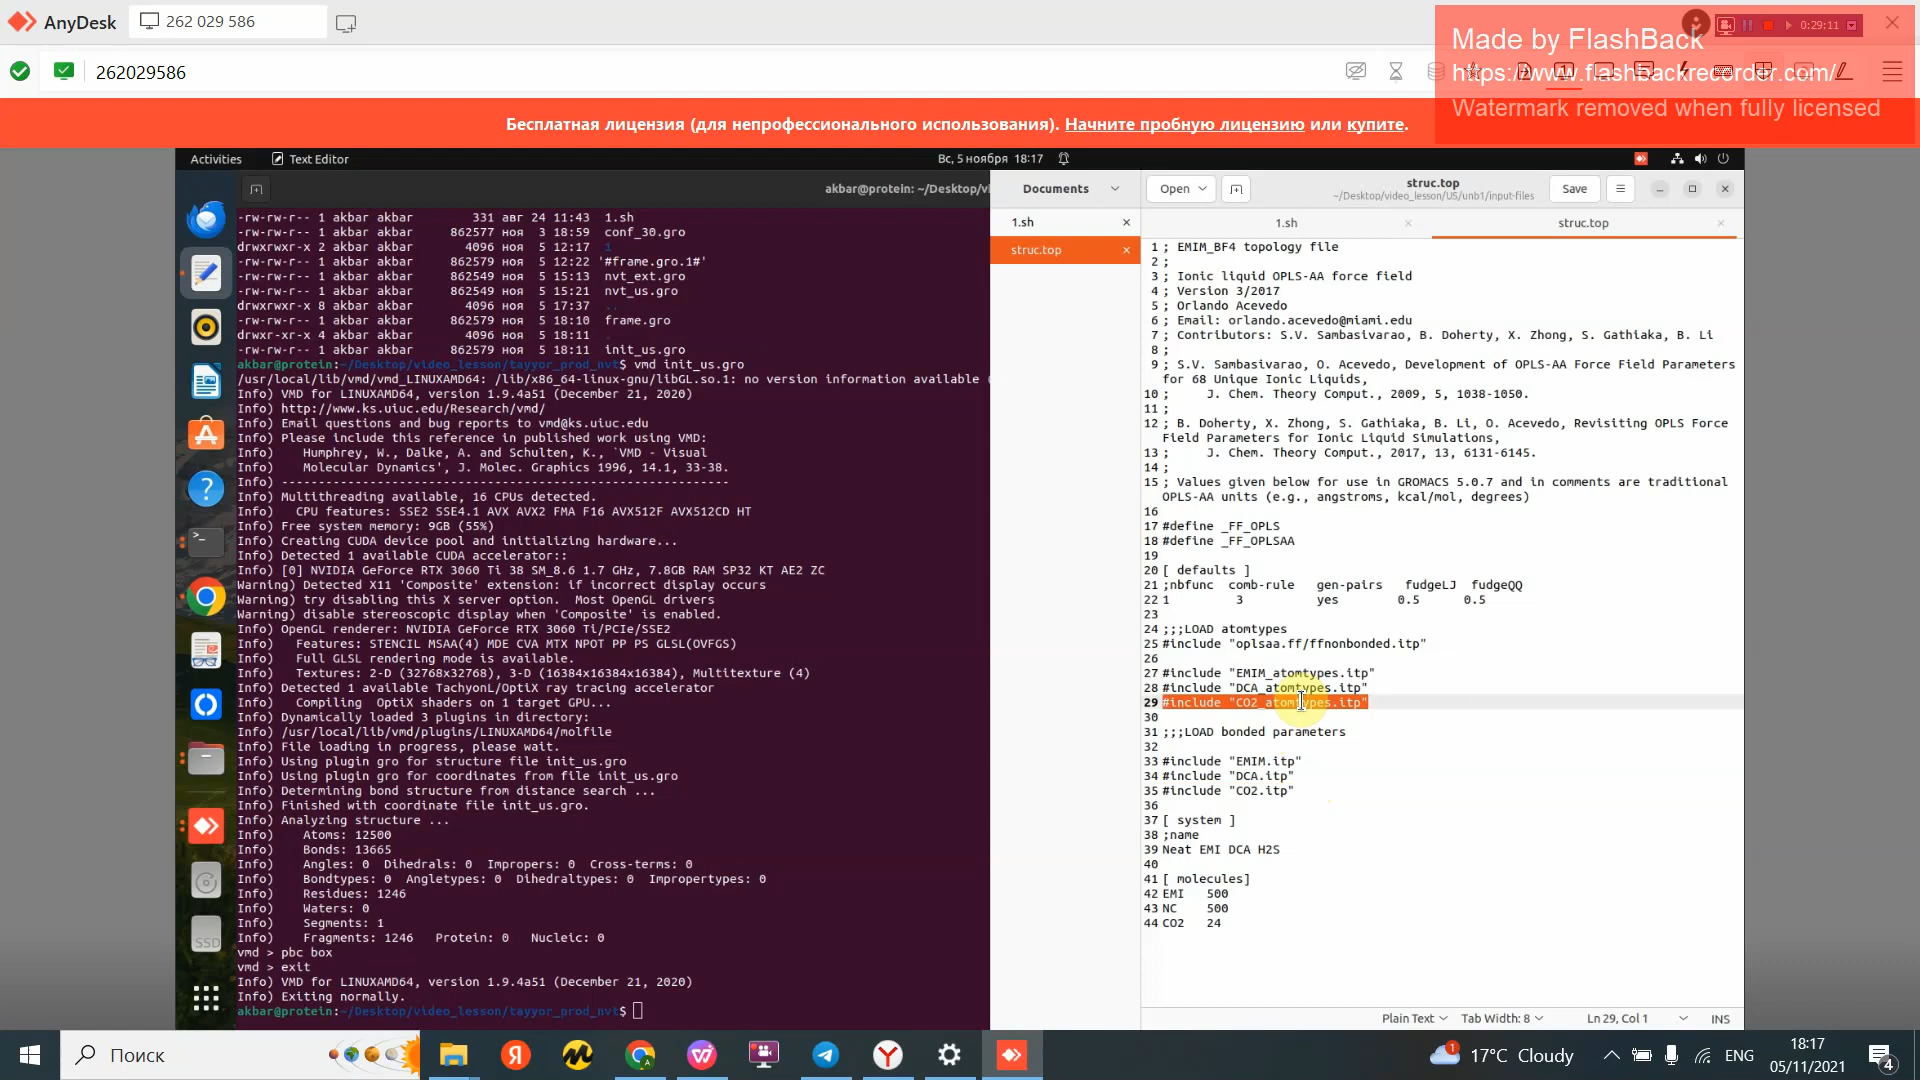 AnyDesk
262 029 586
0:29:11
Made by FlashBack
https://www.flashbackrecorder.com/
Watermark removed when fully licensed
262029586
Бесплатная лицензия (для непрофессионального использования). Начните пробную лицензию или купите.
Activities
Text Editor
Вс, 5 ноября 18:17
akbar@protein: ~/Desktop/vi
-rw-rw-r-- 1 akbar akbar 331 авг 24 11:43 1.sh
-rw-rw-r-- 1 akbar akbar 862577 ноя 3 18:59 conf_30.gro
drwxrwxr-x 2 akbar akbar 4096 ноя 5 12:17 1
-rw-rw-r-- 1 akbar akbar 862579 ноя 5 12:22 '#frame.gro.1#'
-rw-rw-r-- 1 akbar akbar 862549 ноя 5 15:13 nvt_ext.gro
-rw-rw-r-- 1 akbar akbar 862549 ноя 5 15:21 nvt_us.gro
drwxrwxr-x 8 akbar akbar 4096 ноя 5 17:37 ..
-rw-rw-r-- 1 akbar akbar 862579 ноя 5 18:10 frame.gro
drwxr-xr-x 4 akbar akbar 4096 ноя 5 18:11 .
-rw-rw-r-- 1 akbar akbar 862579 ноя 5 18:11 init_us.gro
akbar@protein:~/Desktop/video_lesson/tayyor_prod_nvt$ vmd init_us.gro
/usr/local/lib/vmd/vmd_LINUXAMD64: /lib/x86_64-linux-gnu/libGL.so.1: no version information available (
Info) VMD for LINUXAMD64, version 1.9.4a51 (December 21, 2020)
Info) http://www.ks.uiuc.edu/Research/vmd/
Info) Email questions and bug reports to vmd@ks.uiuc.edu
Info) Please include this reference in published work using VMD:
Info) Humphrey, W., Dalke, A. and Schulten, K., `VMD - Visual
Info) Molecular Dynamics', J. Molec. Graphics 1996, 14.1, 33-38.
Info) -------------------------------------------------------------
Info) Multithreading available, 16 CPUs detected.
Info) CPU features: SSE2 SSE4.1 AVX AVX2 FMA F16 AVX512F AVX512CD HT
Info) Free system memory: 9GB (55%)
Info) Creating CUDA device pool and initializing hardware...
Info) Detected 1 available CUDA accelerator::
Info) [0] NVIDIA GeForce RTX 3060 Ti 38 SM_8.6 1.7 GHz, 7.8GB RAM SP32 KT AE2 ZC
Warning) Detected X11 'Composite' extension: if incorrect display occurs
Warning) try disabling this X server option. Most OpenGL drivers
Warning) disable stereoscopic display when 'Composite' is enabled.
Info) OpenGL renderer: NVIDIA GeForce RTX 3060 Ti/PCIe/SSE2
Info) Features: STENCIL MSAA(4) MDE CVA MTX NPOT PP PS GLSL(OVFGS)
Info) Full GLSL rendering mode is available.
Info) Textures: 2-D (32768x32768), 3-D (16384x16384x16384), Multitexture (4)
Info) Detected 1 available TachyonL/OptiX ray tracing accelerator
Info) Compiling OptiX shaders on 1 target GPU...
Info) Dynamically loaded 3 plugins in directory:
Info) /usr/local/lib/vmd/plugins/LINUXAMD64/molfile
Info) File loading in progress, please wait.
Info) Using plugin gro for structure file init_us.gro
Info) Using plugin gro for coordinates from file init_us.gro
Info) Determining bond structure from distance search ...
Info) Finished with coordinate file init_us.gro.
Info) Analyzing structure ...
Info) Atoms: 12500
Info) Bonds: 13665
Info) Angles: 0 Dihedrals: 0 Impropers: 0 Cross-terms: 0
Info) Bondtypes: 0 Angletypes: 0 Dihedraltypes: 0 Impropertypes: 0
Info) Residues: 1246
Info) Waters: 0
Info) Segments: 1
Info) Fragments: 1246 Protein: 0 Nucleic: 0
vmd > pbc box
vmd > exit
Info) VMD for LINUXAMD64, version 1.9.4a51 (December 21, 2020)
Info) Exiting normally.
akbar@protein:~/Desktop/video_lesson/tayyor_prod_nvt$
Documents
1.sh
struc.top
Open
struc.top
~/Desktop/video_lesson/US/unb1/input-files
Save
1.sh
struc.top
1 ; EMIM_BF4 topology file
2 ;
3 ; Ionic liquid OPLS-AA force field
4 ; Version 3/2017
5 ; Orlando Acevedo
6 ; Email: orlando.acevedo@miami.edu
7 ; Contributors: S.V. Sambasivarao, B. Doherty, X. Zhong, S. Gathiaka, B. Li
8 ;
9 ; S.V. Sambasivarao, O. Acevedo, Development of OPLS-AA Force Field Parameters
for 68 Unique Ionic Liquids,
10 ; J. Chem. Theory Comput., 2009, 5, 1038-1050.
11 ;
12 ; B. Doherty, X. Zhong, S. Gathiaka, B. Li, O. Acevedo, Revisiting OPLS Force
Field Parameters for Ionic Liquid Simulations,
13 ; J. Chem. Theory Comput., 2017, 13, 6131-6145.
14 ;
15 ; Values given below for use in GROMACS 5.0.7 and in comments are traditional
OPLS-AA units (e.g., angstroms, kcal/mol, degrees)
16
17 #define _FF_OPLS
18 #define _FF_OPLSAA
19
20 [ defaults ]
21 ;nbfunc comb-rule gen-pairs fudgeLJ fudgeQQ
22 1 3 yes 0.5 0.5
23
24 ;;;LOAD atomtypes
25 #include "oplsaa.ff/ffnonbonded.itp"
26
27 #include "EMIM_atomtypes.itp"
28 #include "DCA_atomtypes.itp"
29 #include "CO2_atomtypes.itp"
30
31 ;;;LOAD bonded parameters
32
33 #include "EMIM.itp"
34 #include "DCA.itp"
35 #include "CO2.itp"
36
37 [ system ]
38 ;name
39 Neat EMI DCA H2S
40
41 [ molecules]
42 EMI 500
43 NC 500
44 CO2 24
Plain Text
Tab Width: 8
Ln 29, Col 1
INS
SSD
Поиск
17°C Cloudy
ENG
18:17
05/11/2021
4